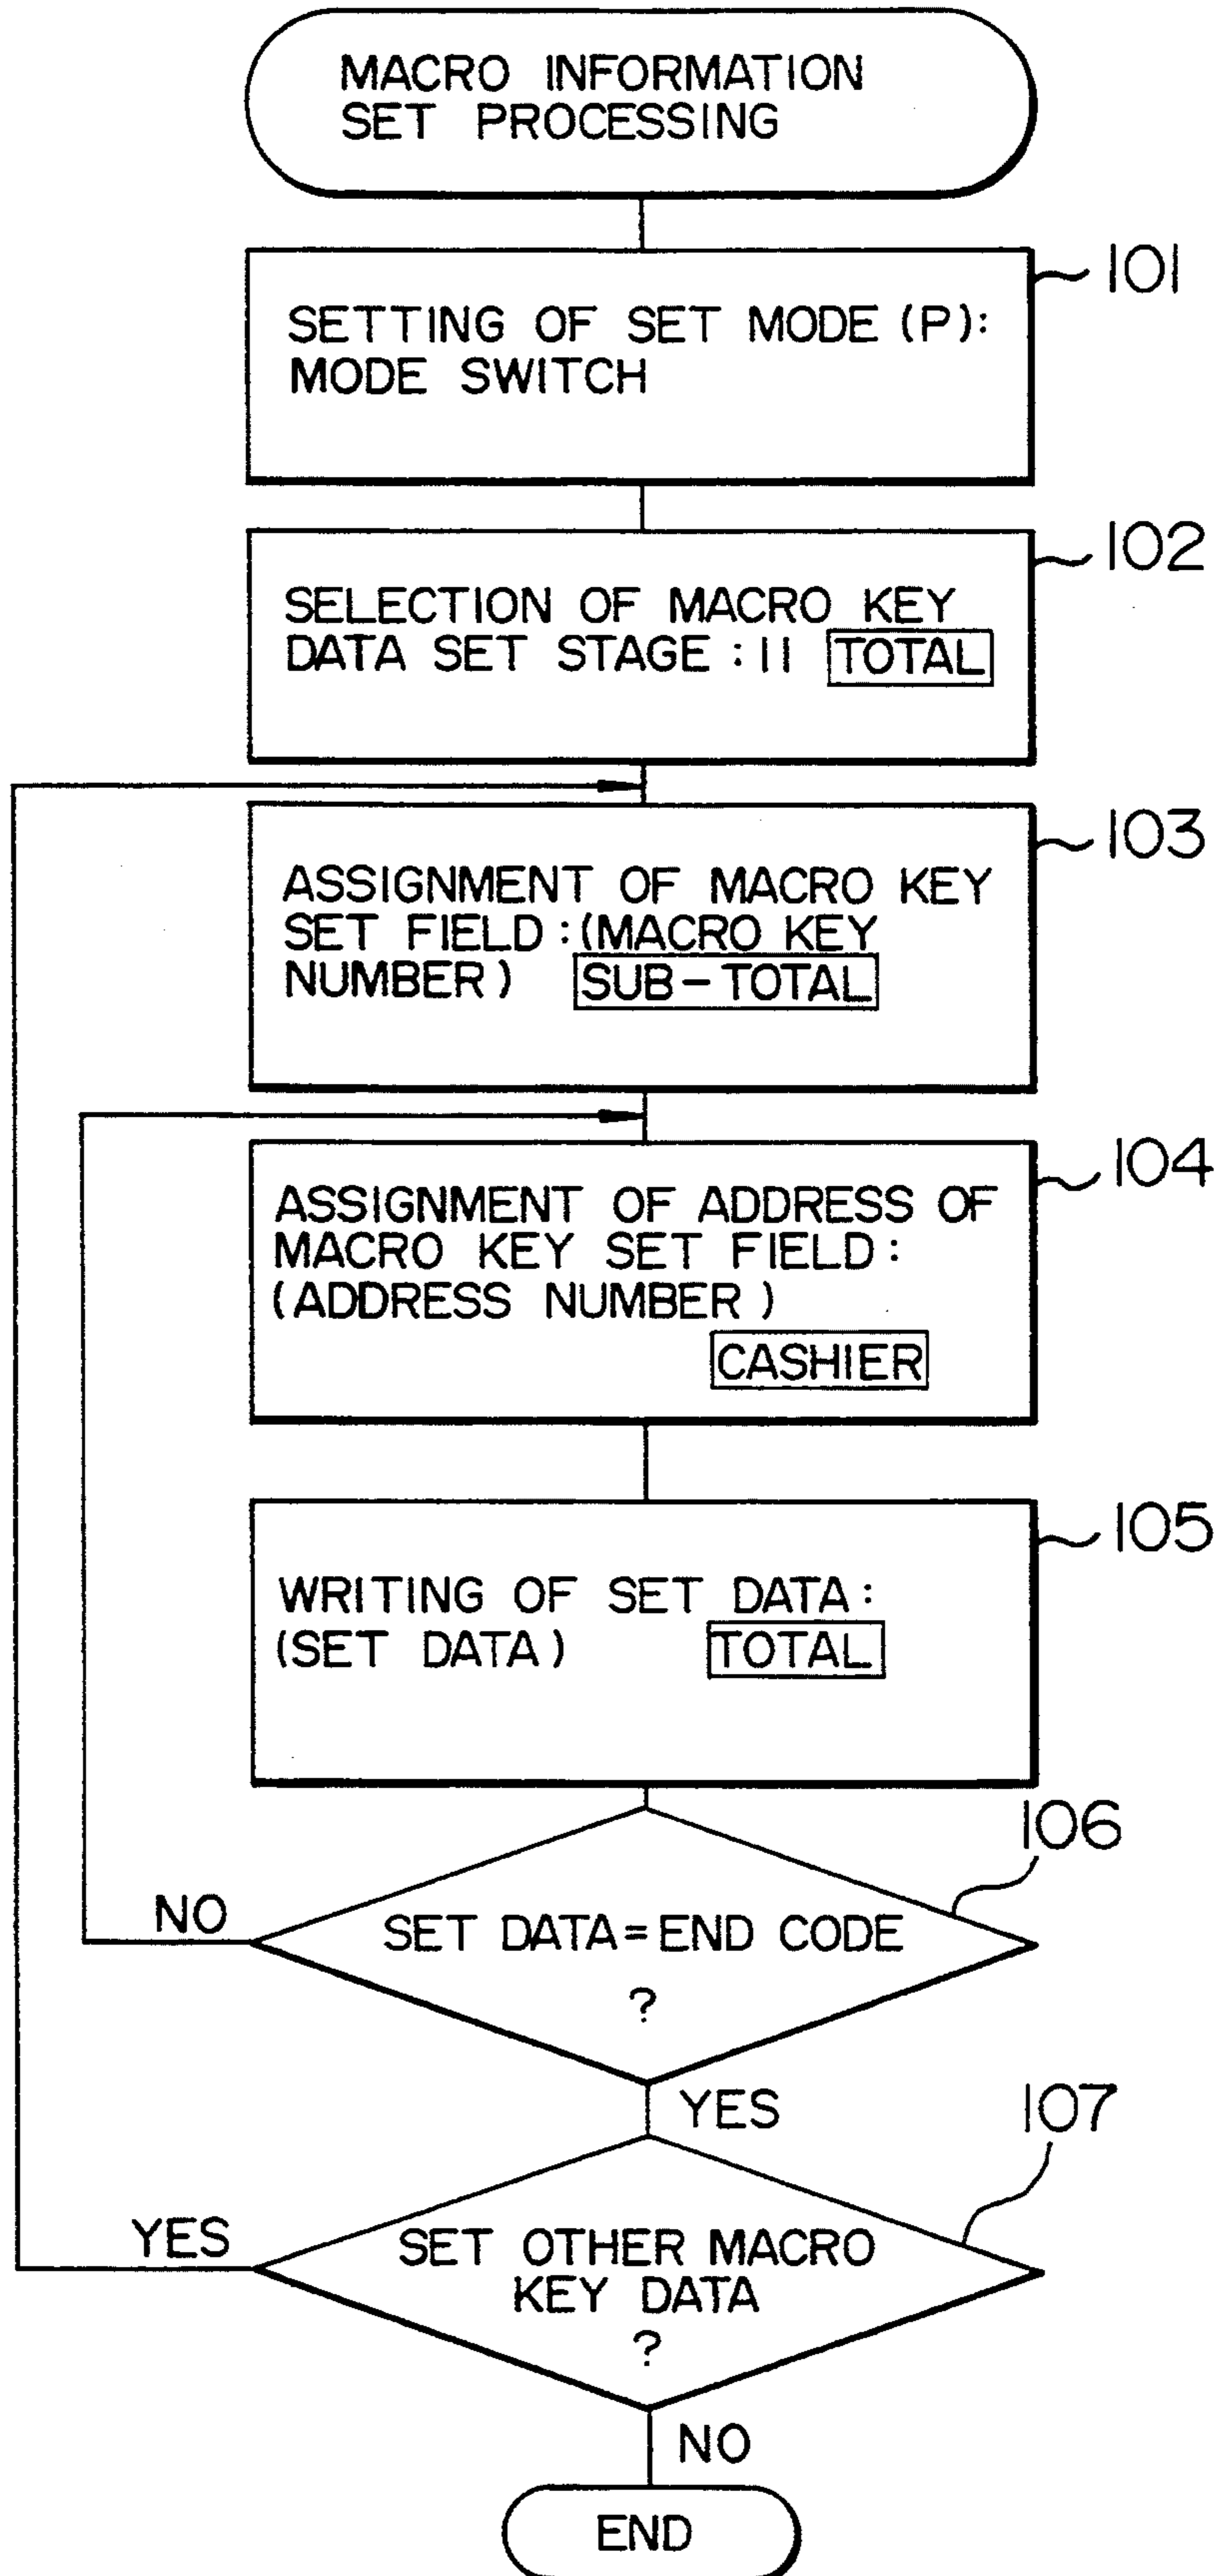 MACRO INFORMATION
SET PROCESSING
101
SETTING OF SET MODE (P):
MODE SWITCH
102
SELECTION OF MACRO KEY
DATA SET STAGE : 11 TOTAL
103
ASSIGNMENT OF MACRO KEY
SET FIELD : (MACRO KEY
NUMBER) SUB-TOTAL
104
ASSIGNMENT OF ADDRESS OF
MACRO KEY SET FIELD :
(ADDRESS NUMBER)
CASHIER
105
WRITING OF SET DATA :
(SET DATA) TOTAL
106
NO
SET DATA = END CODE
?
YES
107
YES
SET OTHER MACRO
KEY DATA
?
NO
END